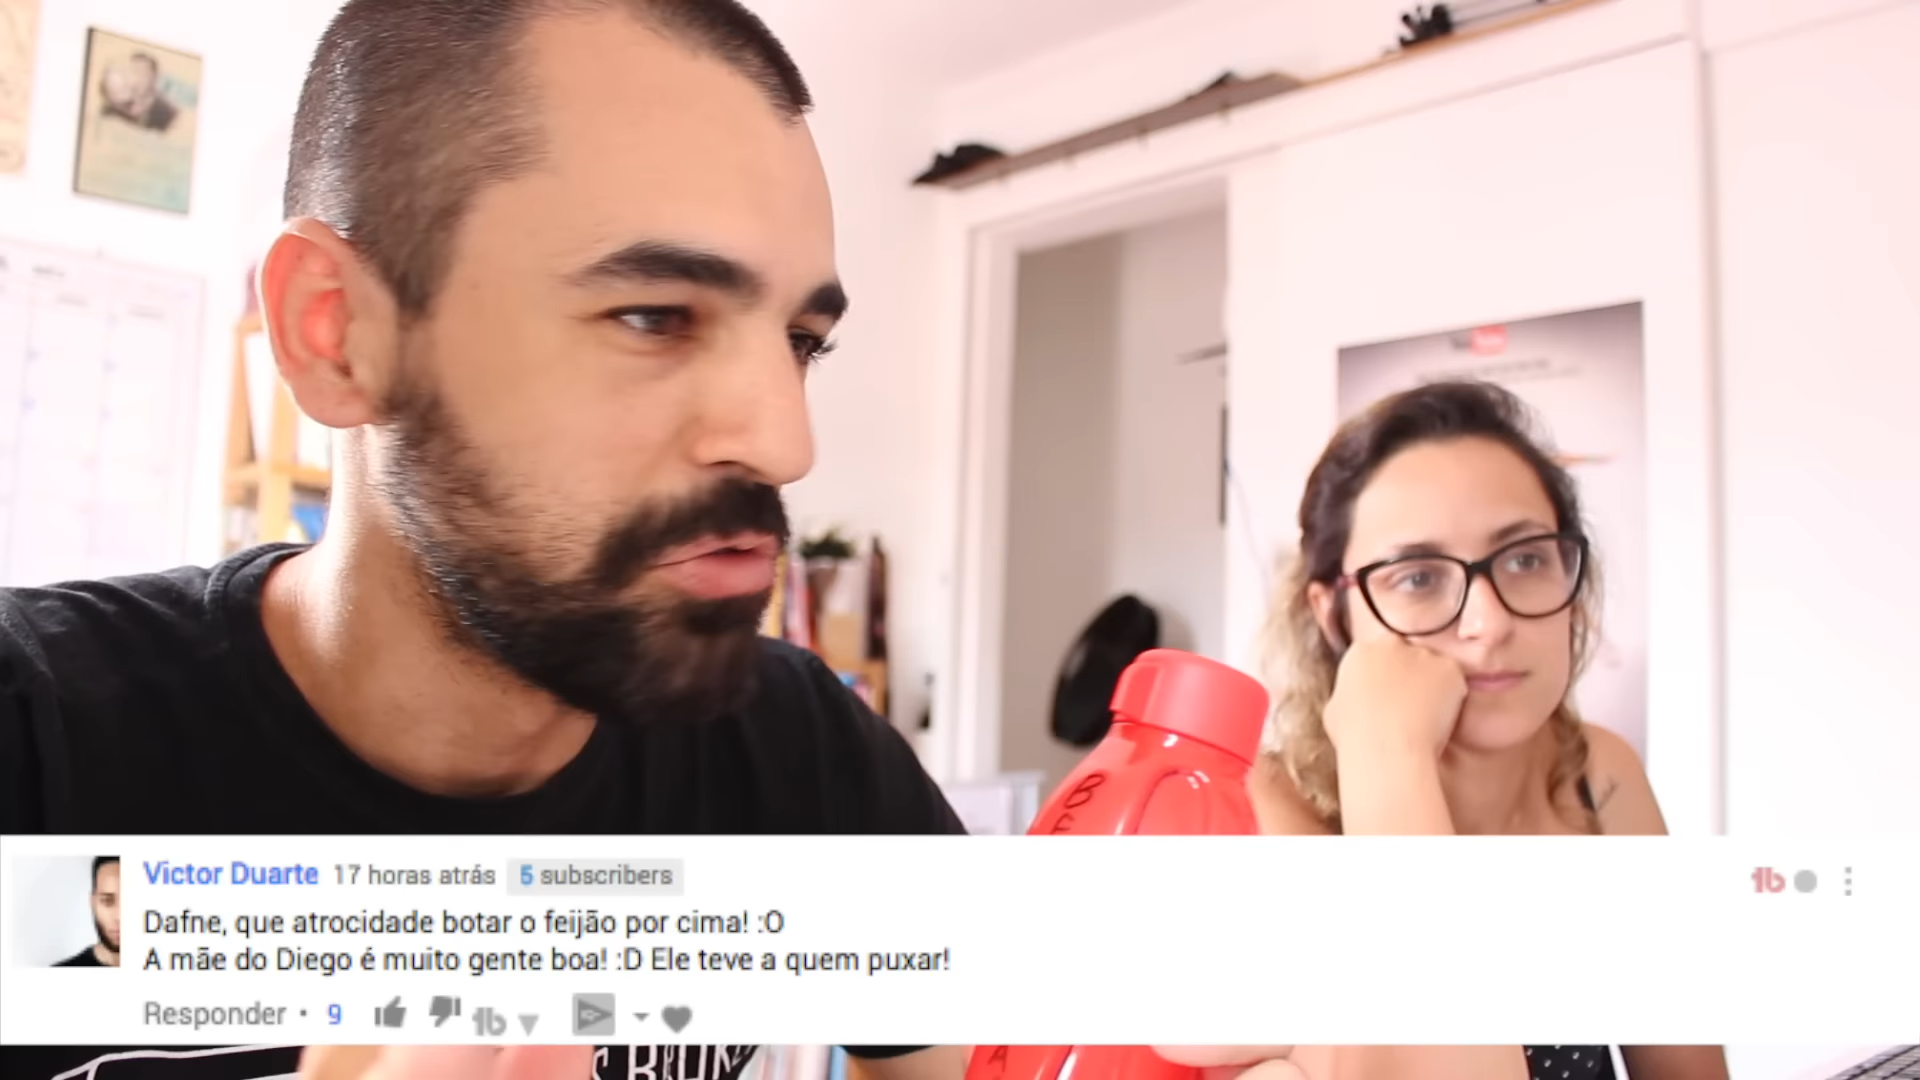 BE
Victor Duarte 17 horas atrás 5 subscribers
Dafne, que atrocidade botar o feijão por cima! :O
A mãe do Diego é muito gente boa! :D Ele teve a quem puxar!
Responder • 9